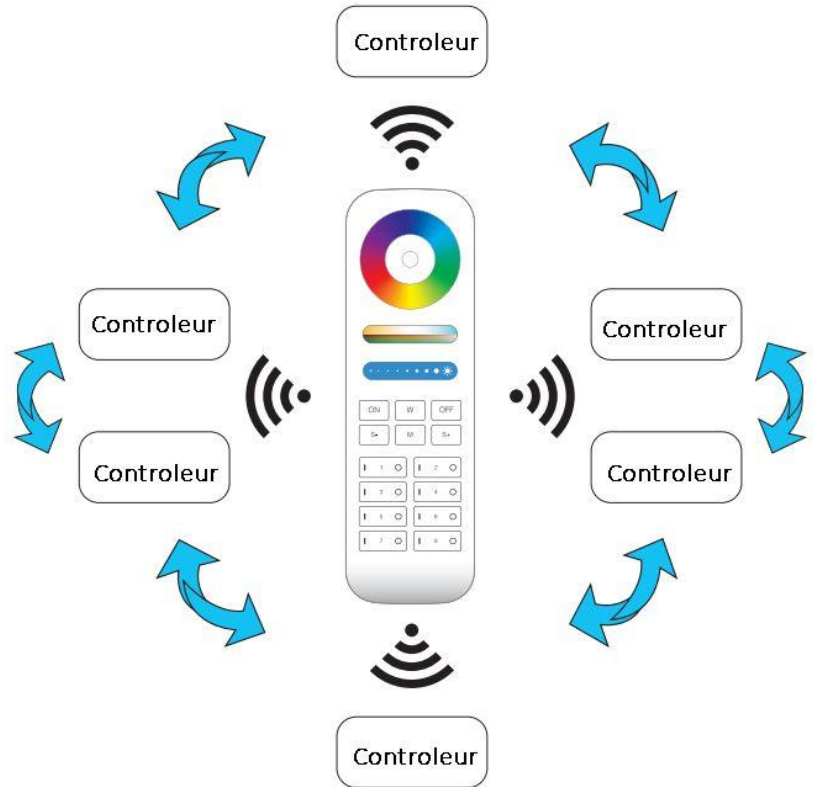 Controleur
Controleur
Controleur
ON W OFF
S- M S+
Controleur
Controleur
I 1 O I 2 O
I 3 O I 4 O
I 5 O I 6 O
I 7 O I 8 O
Controleur